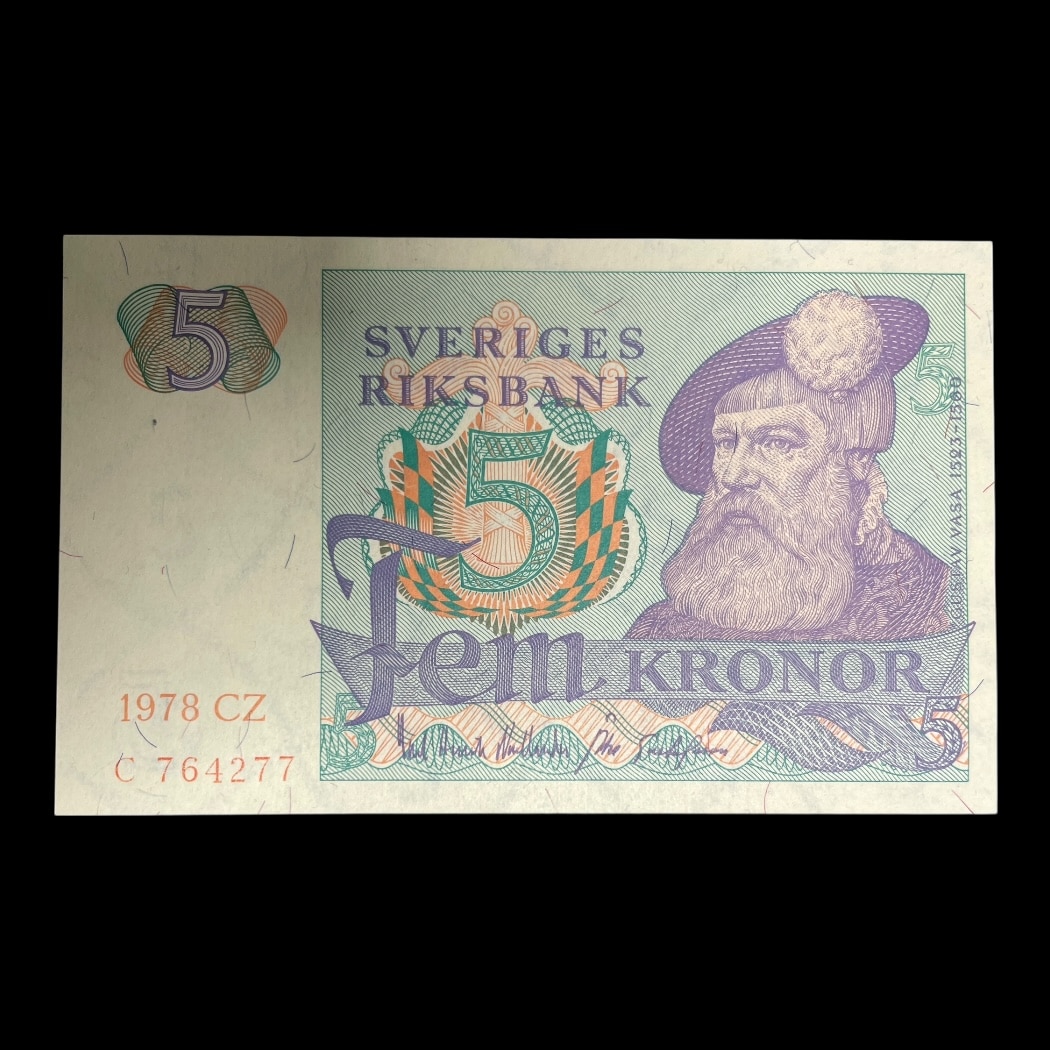 5
SVERIGES
RIKSBANK
5
5
GUSTAV VASA 1523-1560
Fem KRONOR
1978 CZ
C 764277
5
5